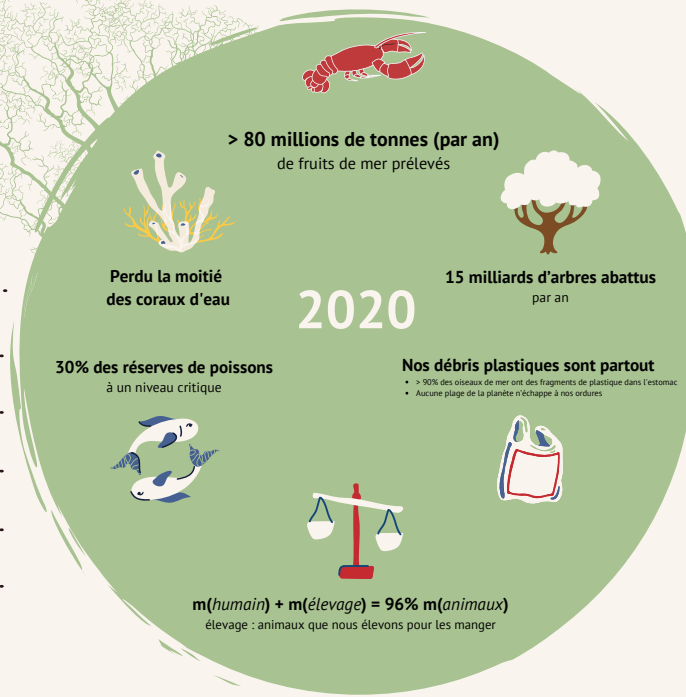 > 80 millions de tonnes (par an)
de fruits de mer prélevés
Perdu la moitié
des coraux d'eau
15 milliards d'arbres abattus
par an
2020
30% des réserves de poissons
à un niveau critique
Nos débris plastiques sont partout
• > 90% des oiseaux de mer ont des fragments de plastique dans l'estomac
• Aucune plage de la planète n'échappe à nos ordures
m(humain) + m(élevage) = 96% m(animaux)
élevage : animaux que nous élevons pour les manger